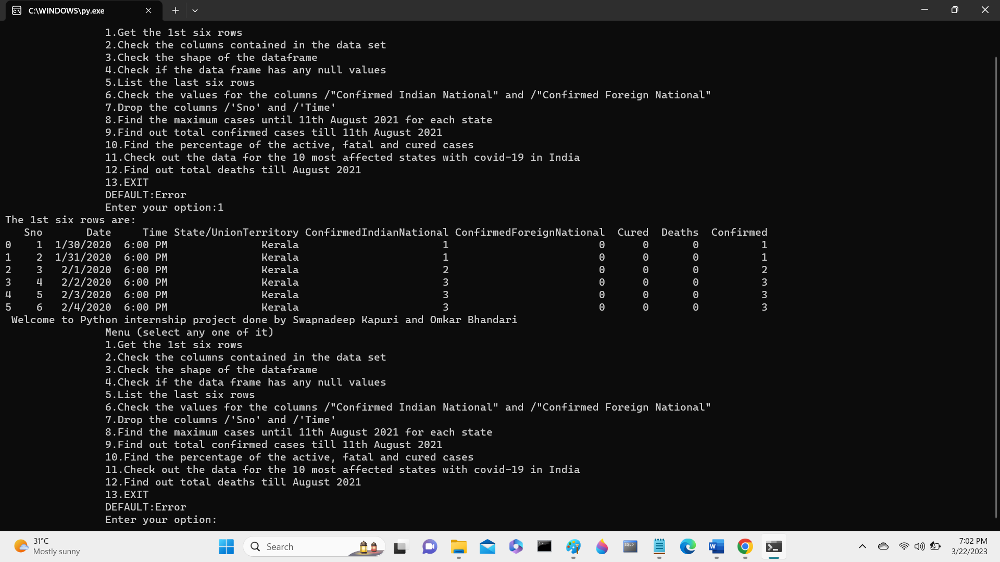 C:\WINDOWS\py.exe
1.Get the 1st six rows
2.Check the columns contained in the data set
3.Check the shape of the dataframe
4.Check if the data frame has any null values
5.List the last six rows
6.Check the values for the columns /"Confirmed Indian National" and /"Confirmed Foreign National"
7.Drop the columns /'Sno' and /'Time'
8.Find the maximum cases until 11th August 2021 for each state
9.Find out total confirmed cases till 11th August 2021
10.Find the percentage of the active, fatal and cured cases
11.Check out the data for the 10 most affected states with covid-19 in India
12.Find out total deaths till August 2021
13.EXIT
DEFAULT:Error
Enter your option:1
The 1st six rows are:
Sno Date Time State/UnionTerritory ConfirmedIndianNational ConfirmedForeignNational Cured Deaths Confirmed
0 1 1/30/2020 6:00 PM Kerala 1 0 0 0 1
1 2 1/31/2020 6:00 PM Kerala 1 0 0 0 1
2 3 2/1/2020 6:00 PM Kerala 2 0 0 0 2
3 4 2/2/2020 6:00 PM Kerala 3 0 0 0 3
4 5 2/3/2020 6:00 PM Kerala 3 0 0 0 3
5 6 2/4/2020 6:00 PM Kerala 3 0 0 0 3
Welcome to Python internship project done by Swapnadeep Kapuri and Omkar Bhandari
Menu (select any one of it)
1.Get the 1st six rows
2.Check the columns contained in the data set
3.Check the shape of the dataframe
4.Check if the data frame has any null values
5.List the last six rows
6.Check the values for the columns /"Confirmed Indian National" and /"Confirmed Foreign National"
7.Drop the columns /'Sno' and /'Time'
8.Find the maximum cases until 11th August 2021 for each state
9.Find out total confirmed cases till 11th August 2021
10.Find the percentage of the active, fatal and cured cases
11.Check out the data for the 10 most affected states with covid-19 in India
12.Find out total deaths till August 2021
13.EXIT
DEFAULT:Error
Enter your option:
31°C
Mostly sunny
Search
SQL>
W
7:02 PM
3/22/2023